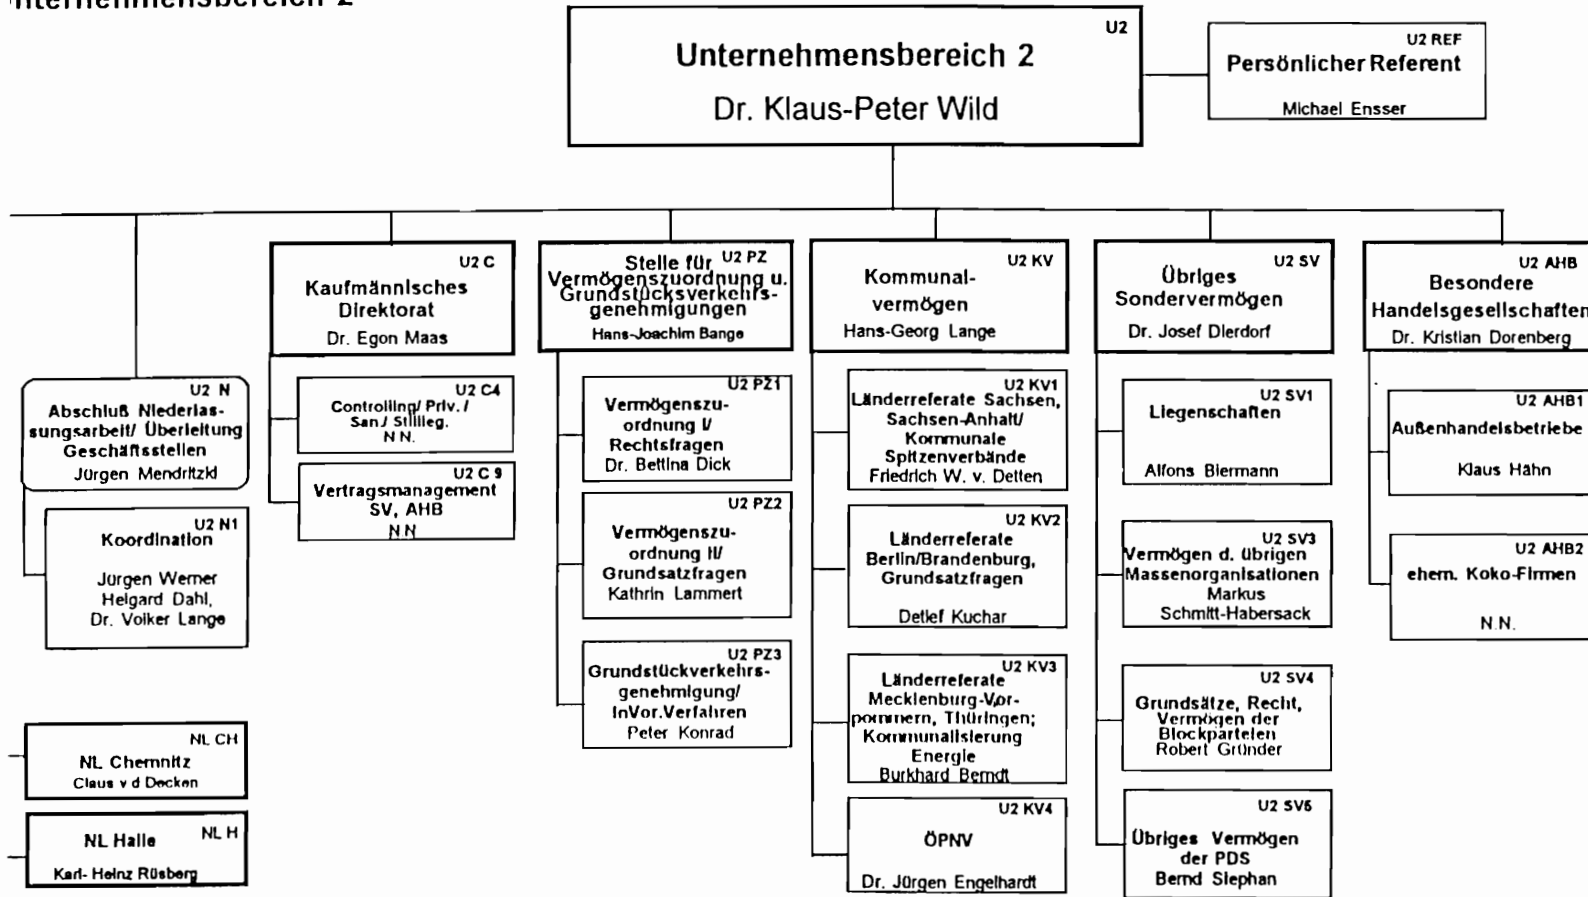 Unternehmensbereich 2
U2
Unternehmensbereich 2
Dr. Klaus-Peter Wild
U2 REF
Persönlicher Referent
Michael Ensser
U2 C
Kaufmännisches
Direktorat
Dr. Egon Maas
U2 PZ
Stelle für
Vermögenszuordnung u.
Grundstücksverkehrs-
genehmigungen
Hans-Joachim Bange
U2 KV
Kommunal-
vermögen
Hans-Georg Lange
U2 SV
Übriges
Sondervermögen
Dr. Josef Dierdorf
U2 AHB
Besondere
Handelsgesellschaften
Dr. Kristian Dorenberg
U2 N
Abschluß Niederlas-
sungsarbeit/ Überleitung
Geschäftsstellen
Jürgen Mendritzki
U2 N1
Koordination
Jürgen Werner
Helgard Dahl,
Dr. Volker Lange
NL CH
NL Chemnitz
Claus v d Decken
NL H
NL Halle
Karl- Heinz Rüsberg
U2 C4
Controlling/ Priv. /
San./ Stilleg.
N N.
U2 C 9
Vertragsmanagement
SV, AHB
N N
U2 PZ1
Vermögenszu-
ordnung I/
Rechtsfragen
Dr. Bettina Dick
U2 PZ2
Vermögenszu-
ordnung II/
Grundsatzfragen
Kathrin Lammert
U2 PZ3
Grundstückverkehrs-
genehmigung/
InVor.Verfahren
Peter Konrad
U2 KV1
Länderreferate Sachsen,
Sachsen-Anhalt/
Kommunale
Spitzenverbände
Friedrich W. v. Detten
U2 KV2
Länderreferate
Berlin/Brandenburg,
Grundsatzfragen
Detlef Kuchar
U2 KV3
Länderreferate
Mecklenburg-Vor-
pommern, Thüringen;
Kommunalisierung
Energie
Burkhard Berndt
U2 KV4
ÖPNV
Dr. Jürgen Engelhardt
U2 SV1
Liegenschaften
Alfons Biermann
U2 SV3
Vermögen d. übrigen
Massenorganisationen
Markus
Schmitt-Habersack
U2 SV4
Grundsätze, Recht,
Vermögen der
Blockparteien
Robert Gründer
U2 SV5
Übriges Vermögen
der PDS
Bernd Stephan
U2 AHB1
Außenhandelsbetriebe
Klaus Hähn
U2 AHB2
ehem. Koko-Firmen
N.N.